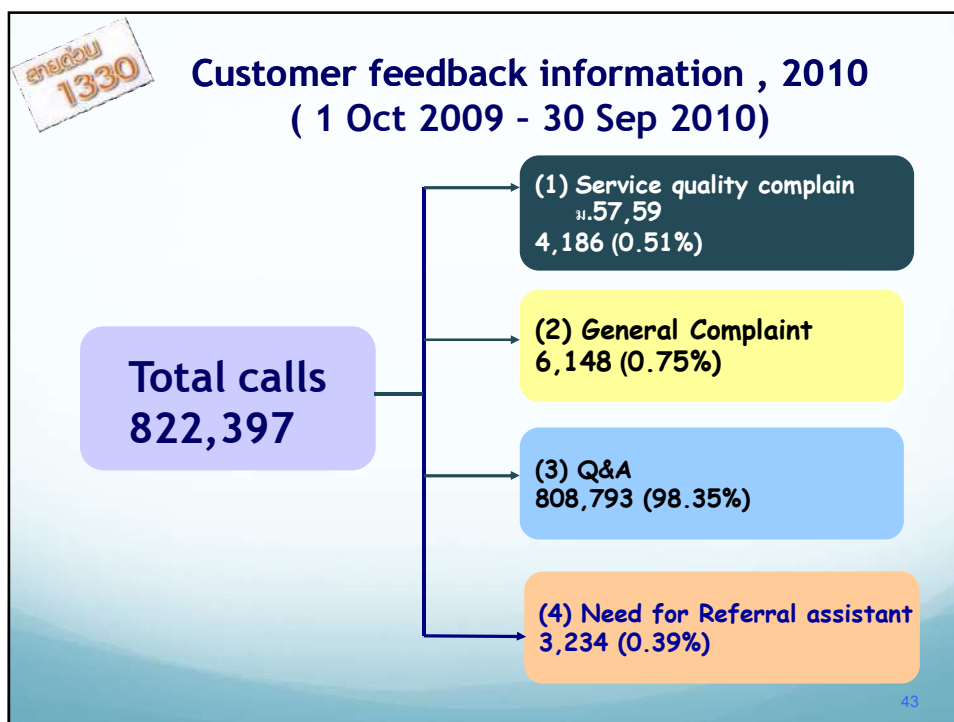 สายด่วน
1330
Customer feedback information , 2010
( 1 Oct 2009 – 30 Sep 2010)
(1) Service quality complain
ม.57,59
4,186 (0.51%)
(2) General Complaint
6,148 (0.75%)
Total calls
822,397
(3) Q&A
808,793 (98.35%)
(4) Need for Referral assistant
3,234 (0.39%)
43